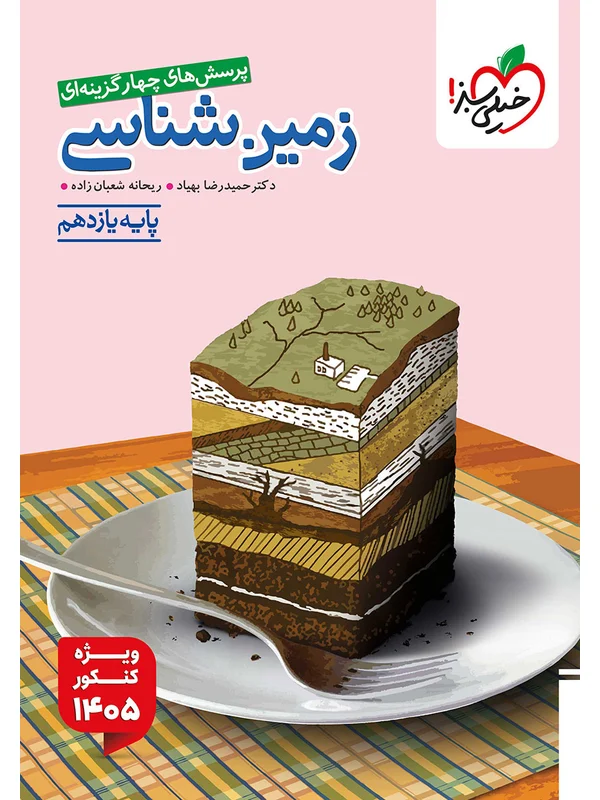 خیلی سبز!
پرسش‌های چهارگزینه‌ای
زمین‌شناسی
دکتر حمیدرضا بهیاد • ریحانه شعبان زاده •
پایه یازدهم
ویژه
کنکور
۱۴۰۵